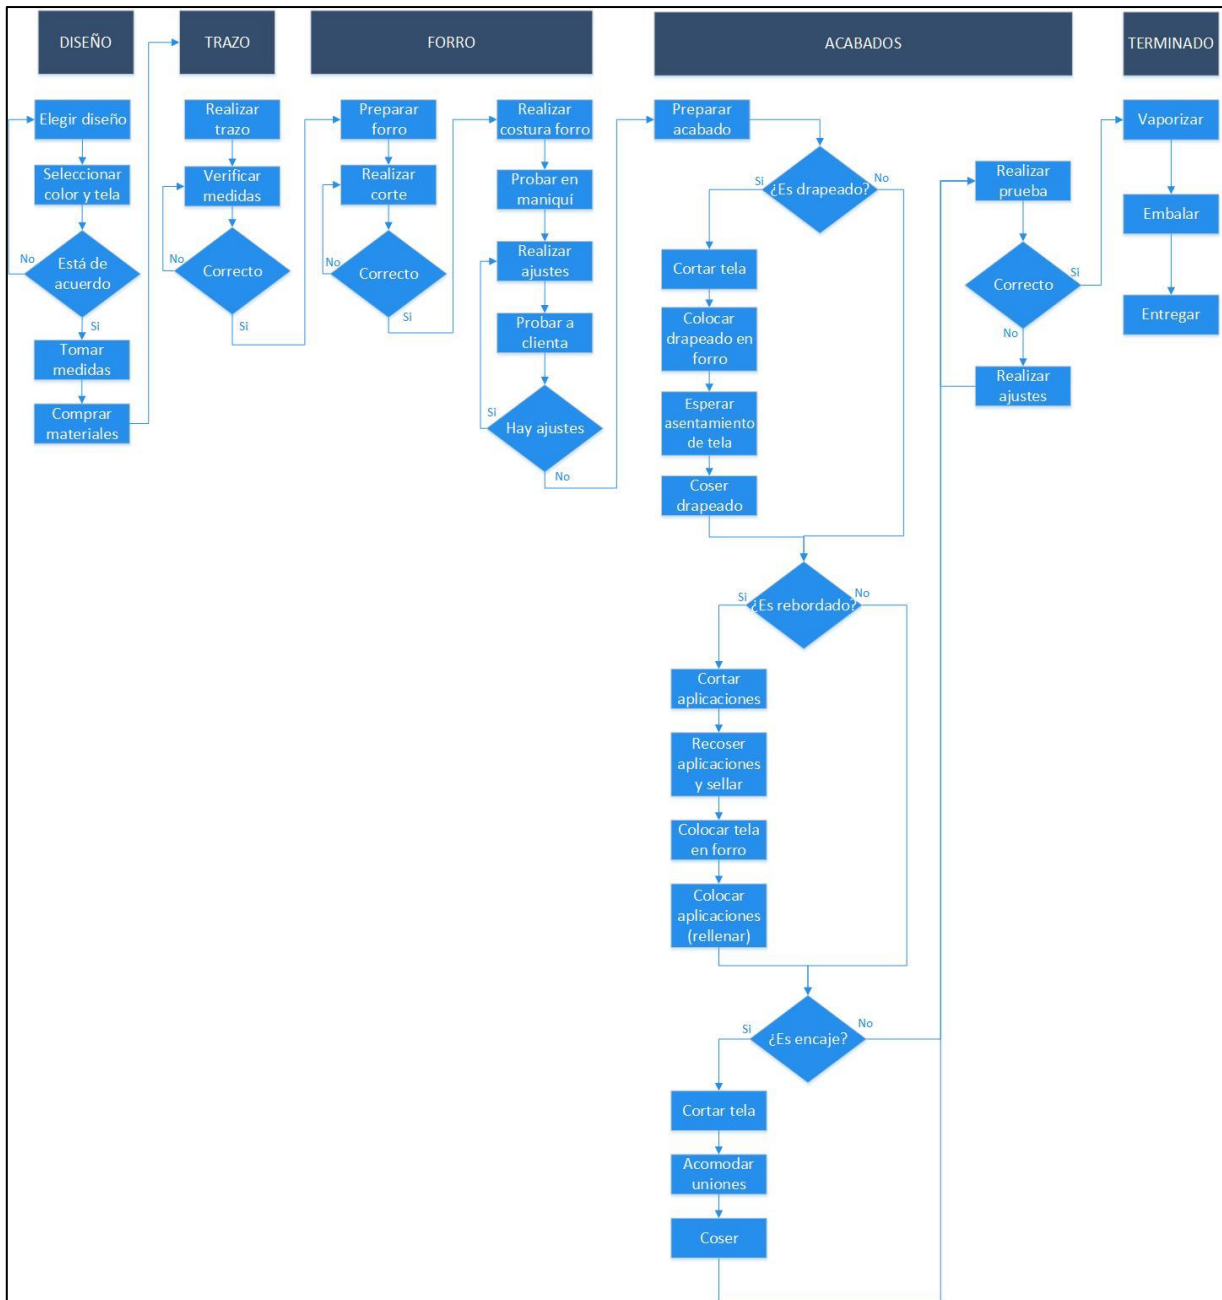 DISEÑO
TRAZO
FORRO
ACABADOS
TERMINADO
Elegir diseño
Seleccionar
color y tela
No
Está de
acuerdo
Si
Tomar
medidas
Comprar
materiales
Realizar
trazo
Verificar
medidas
No
Correcto
Si
Preparar
forro
Realizar
corte
No
Correcto
Si
Realizar
costura forro
Probar en
maniquí
Realizar
ajustes
Probar a
clienta
Si
Hay ajustes
No
Preparar
acabado
Si
¿Es drapeado?
No
Cortar tela
Colocar
drapeado en
forro
Esperar
asentamiento
de tela
Coser
drapeado
Si
¿Es rebordado?
No
Cortar
aplicaciones
Recoser
aplicaciones
y sellar
Colocar tela
en forro
Colocar
aplicaciones
(rellenar)
Si
¿Es encaje?
No
Cortar tela
Acomodar
uniones
Coser
Realizar
prueba
Correcto
Si
No
Realizar
ajustes
Vaporizar
Embalar
Entregar